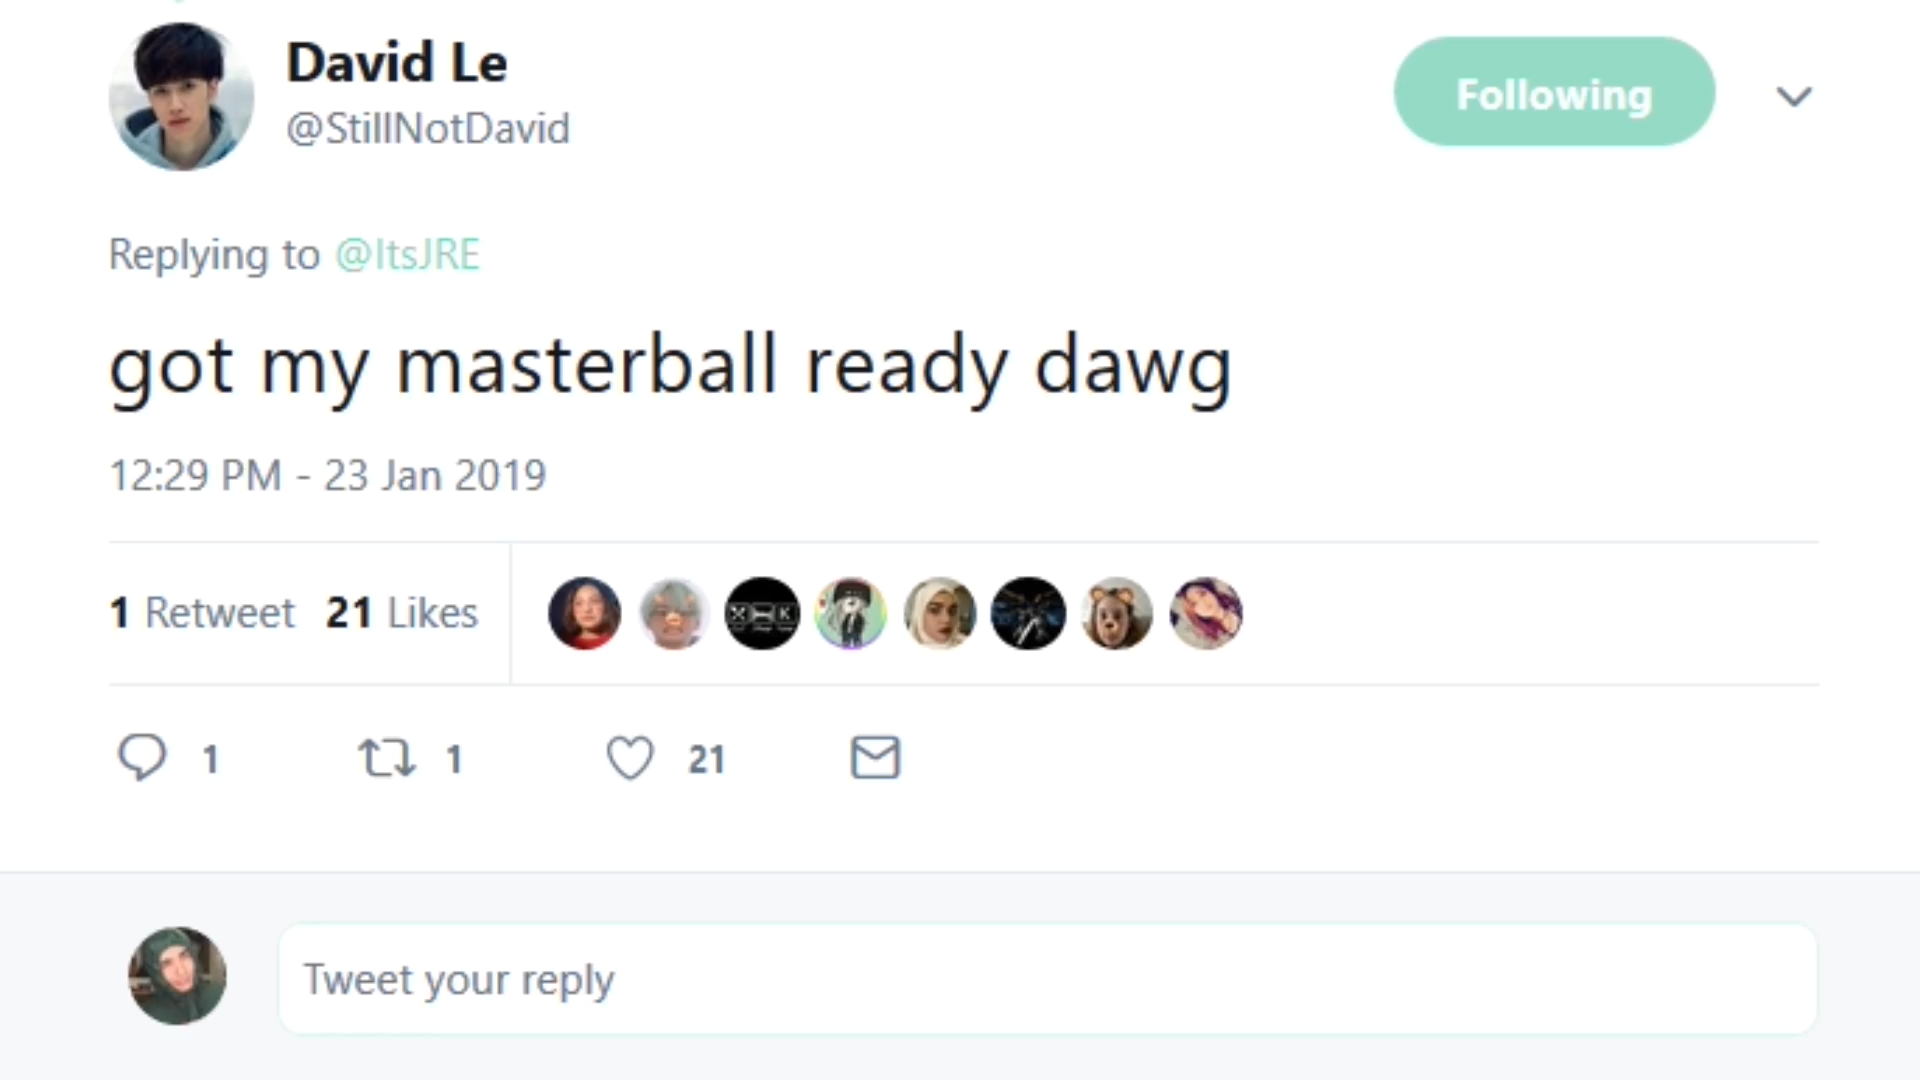 David Le
@StillNotDavid
Following
Replying to @ItsJRE
got my masterball ready dawg
12:29 PM - 23 Jan 2019
1 Retweet 21 Likes
1 1 21
Tweet your reply